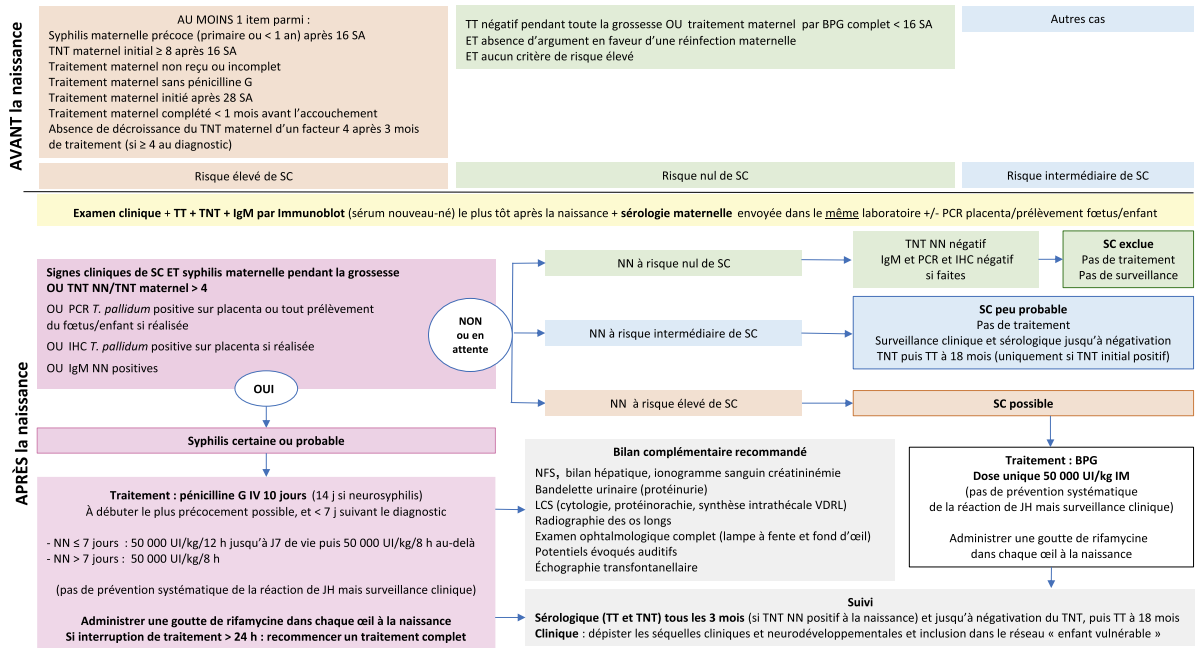 AVANT la naissance
AU MOINS 1 item parmi :
Syphilis maternelle précoce (primaire ou < 1 an) après 16 SA
TNT maternel initial ≥ 8 après 16 SA
Traitement maternel non reçu ou incomplet
Traitement maternel sans pénicilline G
Traitement maternel initié après 28 SA
Traitement maternel complété < 1 mois avant l’accouchement
Absence de décroissance du TNT maternel d’un facteur 4 après 3 mois
de traitement (si ≥ 4 au diagnostic)
TT négatif pendant toute la grossesse OU traitement maternel par BPG complet < 16 SA
ET absence d’argument en faveur d’une réinfection maternelle
ET aucun critère de risque élevé
Autres cas
Risque élevé de SC
Risque nul de SC
Risque intermédiaire de SC
APRÈS la naissance
Examen clinique + TT + TNT + IgM par Immunoblot (sérum nouveau-né) le plus tôt après la naissance + sérologie maternelle envoyée dans le même laboratoire +/- PCR placenta/prélèvement fœtus/enfant
Signes cliniques de SC ET syphilis maternelle pendant la grossesse
OU TNT NN/TNT maternel > 4
OU PCR T. pallidum positive sur placenta ou tout prélèvement
du fœtus/enfant si réalisée
OU IHC T. pallidum positive sur placenta si réalisée
OU IgM NN positives
NON
ou en
attente
OUI
NN à risque nul de SC
TNT NN négatif
IgM et PCR et IHC négatif
si faites
SC exclue
Pas de traitement
Pas de surveillance
NN à risque intermédiaire de SC
SC peu probable
Pas de traitement
Surveillance clinique et sérologique jusqu’à négativation
TNT puis TT à 18 mois (uniquement si TNT initial positif)
NN à risque élevé de SC
SC possible
Syphilis certaine ou probable
Traitement : pénicilline G IV 10 jours (14 j si neurosyphilis)
À débuter le plus précocement possible, et < 7 j suivant le diagnostic
- NN ≤ 7 jours : 50 000 UI/kg/12 h jusqu’à J7 de vie puis 50 000 UI/kg/8 h au-delà
- NN > 7 jours : 50 000 UI/kg/8 h
(pas de prévention systématique de la réaction de JH mais surveillance clinique)
Administrer une goutte de rifamycine dans chaque œil à la naissance
Si interruption de traitement > 24 h : recommencer un traitement complet
Bilan complémentaire recommandé
NFS, bilan hépatique, ionogramme sanguin créatininémie
Bandelette urinaire (protéinurie)
LCS (cytologie, protéinorachie, synthèse intrathécale VDRL)
Radiographie des os longs
Examen ophtalmologique complet (lampe à fente et fond d’œil)
Potentiels évoqués auditifs
Échographie transfontanellaire
Traitement : BPG
Dose unique 50 000 UI/kg IM
(pas de prévention systématique
de la réaction de JH mais surveillance clinique)
Administrer une goutte de rifamycine
dans chaque œil à la naissance
Suivi
Sérologique (TT et TNT) tous les 3 mois (si TNT NN positif à la naissance) et jusqu’à négativation du TNT, puis TT à 18 mois
Clinique : dépister les séquelles cliniques et neurodéveloppementales et inclusion dans le réseau « enfant vulnérable »